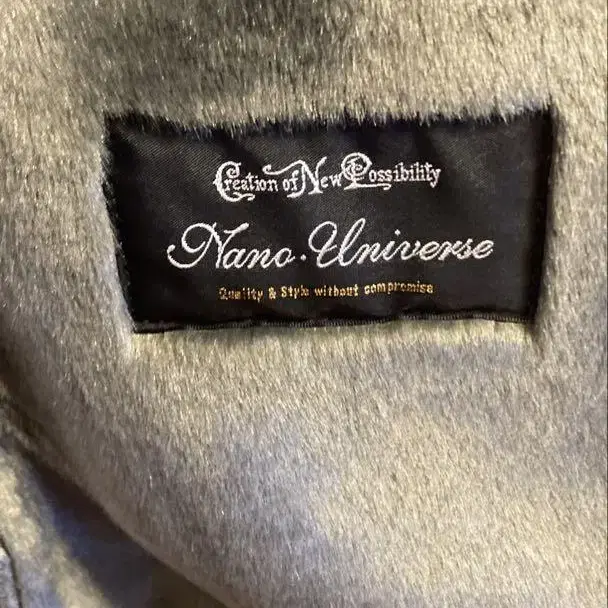 Creation of New Possibility
Nano·Universe
Quality & Style without compromise